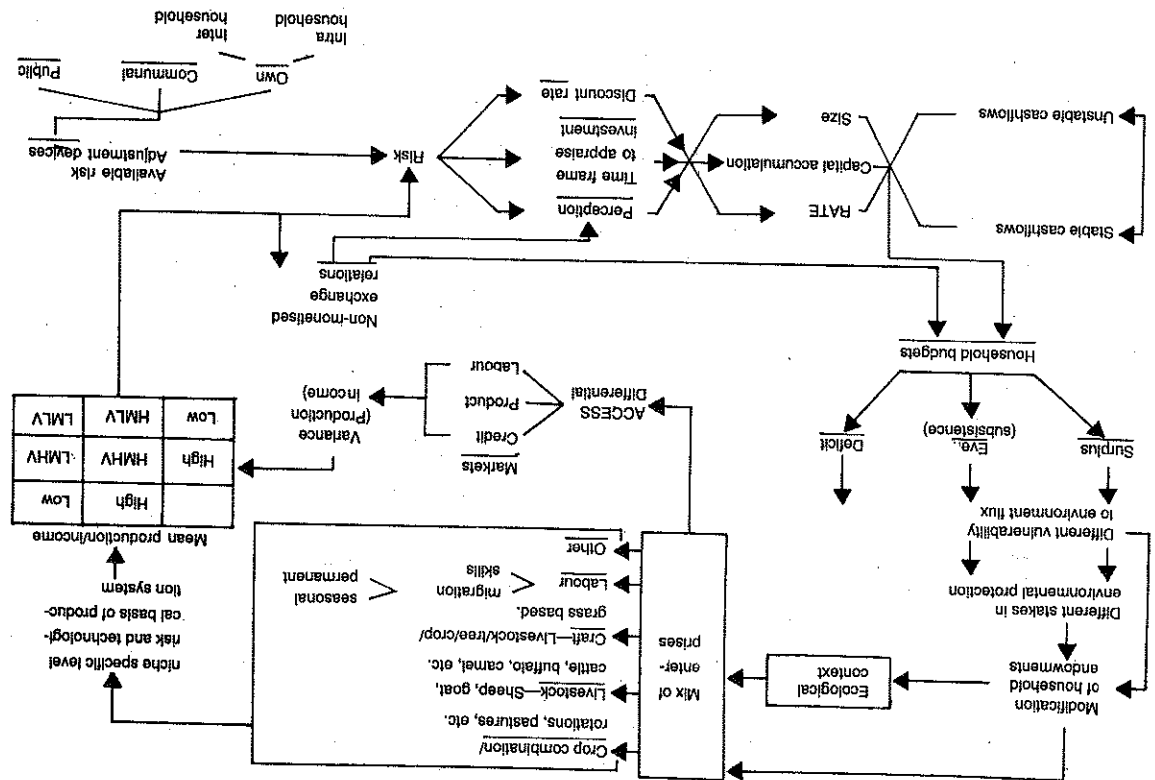 Crop combination/
rotations, pastures, etc.
Livestock—Sheep, goat,
cattle, buffalo, camel, etc.
Craft—Livestock/tree/crop/
grass based.
Labour
migration
skills
seasonal
permanent
Other
Modification
of household
endowments
Ecological
context
Mix of
enter-
prises
niche specific level
risk and technologi-
cal basis of produc-
tion system
Different stakes in
environmental protection
Different vulnerability
to environment flux
Mean production/income
High Low
High HMHV LMHV
Low HMLV LMLV
Surplus
Eve..
(subsistence)
Deficit
Markets
Credit
Product
Labour
Differential
ACCESS
Variance
(Production
Income)
Household budgets
Non-monetised
exchange
relations
Stable cashflows
RATE
Perception
Capital accumulation
Time frame
to appraise
investment
Risk
Available risk
Adjustment devices
Unstable cashflows
Size
Discount rate
Own
Communal
Public
Intra
household
Inter
household